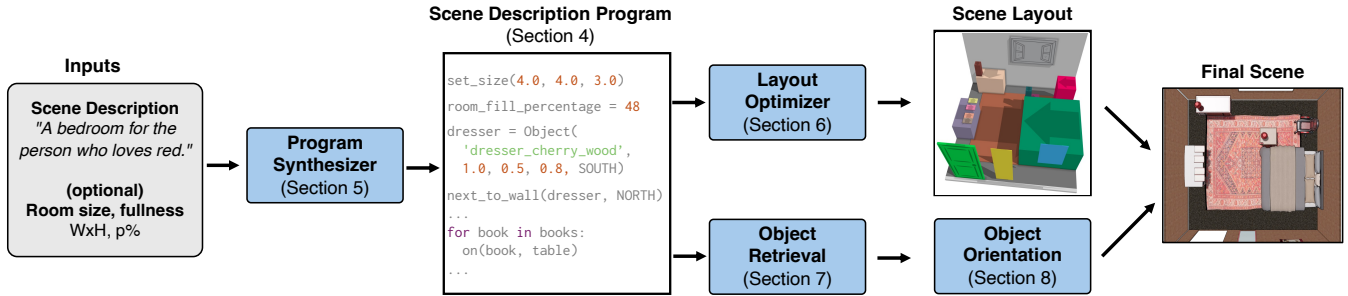 Inputs
Scene Description
"A bedroom for the
person who loves red."
(optional)
Room size, fullness
WxH, p%
Program
Synthesizer
(Section 5)
Scene Description Program
(Section 4)
set_size(4.0, 4.0, 3.0)
room_fill_percentage = 48
dresser = Object(
'dresser_cherry_wood',
1.0, 0.5, 0.8, SOUTH)
next_to_wall(dresser, NORTH)
...
for book in books:
on(book, table)
...
Layout
Optimizer
(Section 6)
Scene Layout
Object
Retrieval
(Section 7)
Object
Orientation
(Section 8)
Final Scene